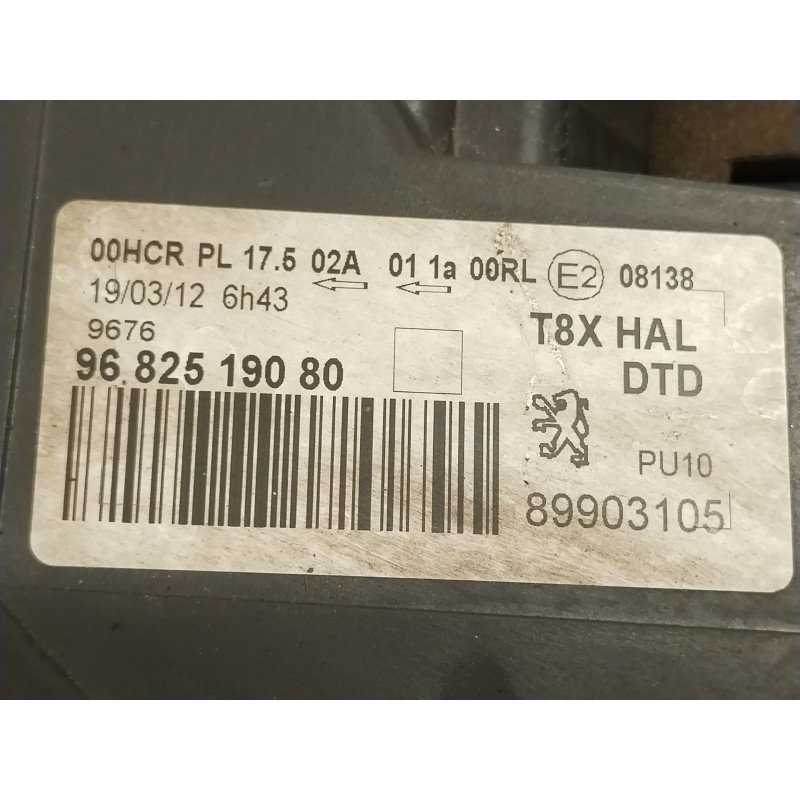 00HCR PL 17.5 02A 01 1a 00RL E2 08138
19/03/12 6h43
T8X HAL
9676
96.825 190 80
DTD
PU10
89903105